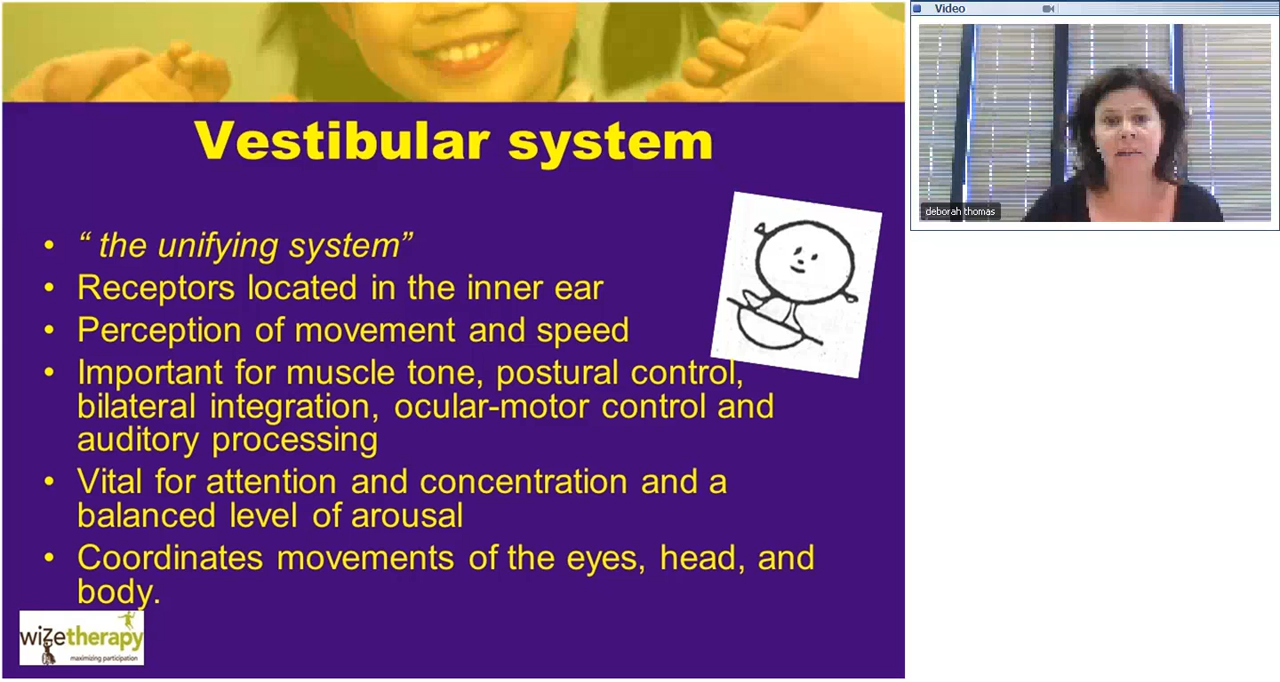 Vestibular system
• “ the unifying system”
• Receptors located in the inner ear
• Perception of movement and speed
• Important for muscle tone, postural control,
bilateral integration, ocular-motor control and
auditory processing
• Vital for attention and concentration and a
balanced level of arousal
• Coordinates movements of the eyes, head, and
body.
wizetherapy
maximizing participation
Video
deborah thomas